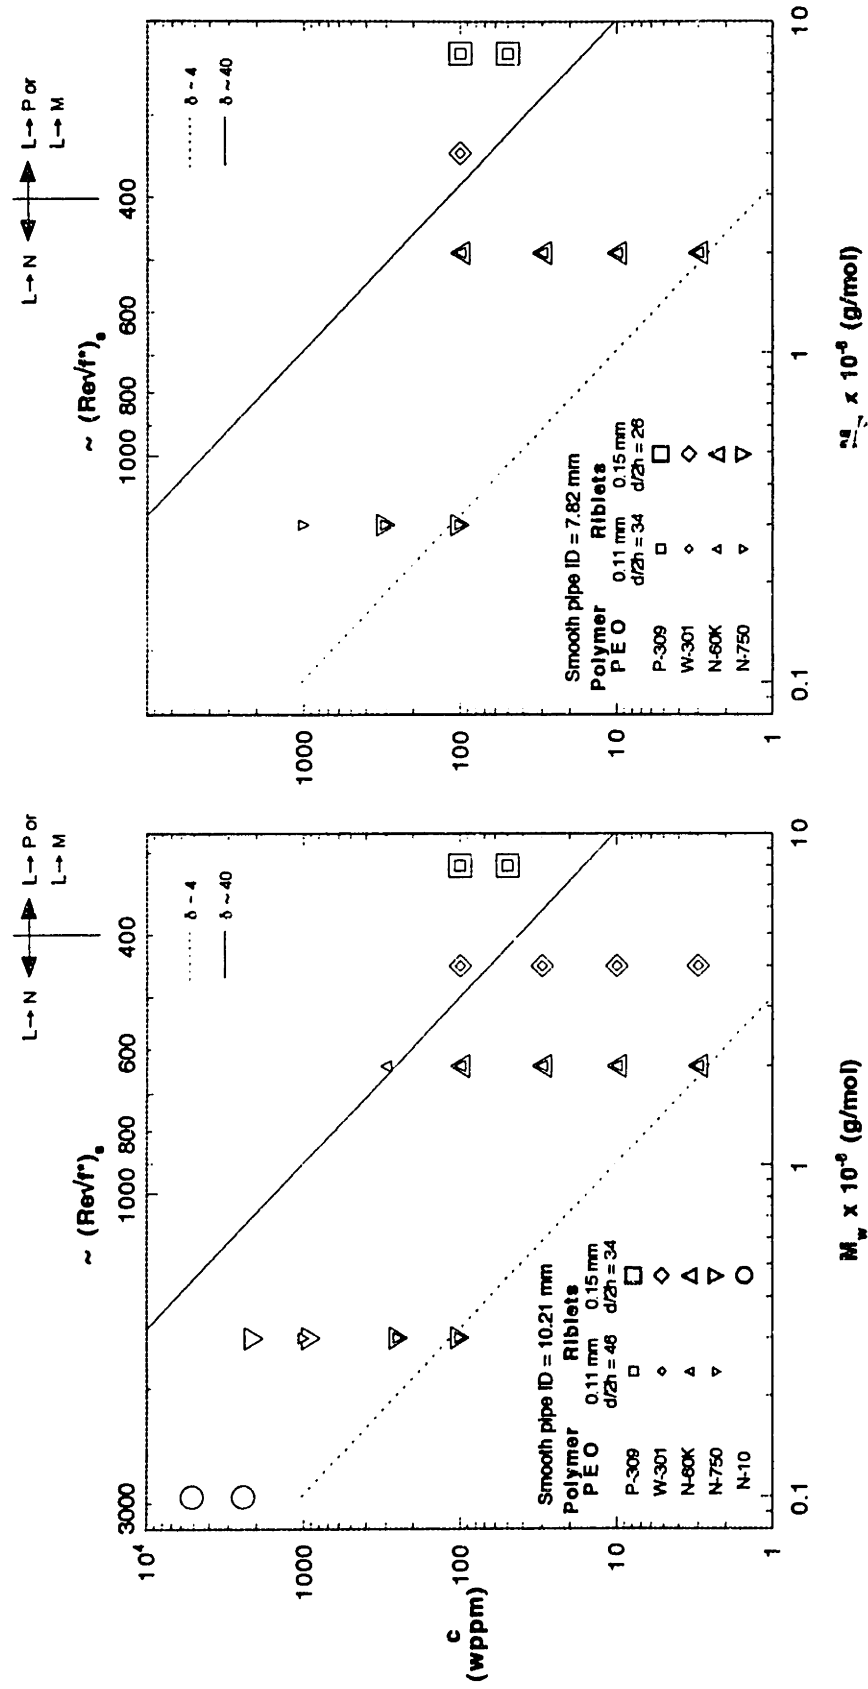 L→N L→P or
L→M
~ (Re√f*)s
3000 1000 800 600 400
δ ~ 4
δ ~ 40
10⁴
1000
100
10
1
c
(wppm)
Smooth pipe ID = 10.21 mm
Polymer Riblets
PEO 0.11 mm 0.15 mm
d/2h = 46 d/2h = 34
P-309
W-301
N-60K
N-750
N-10
0.1 1 10
Mw x 10⁻⁶ (g/mol)
L→N L→P or
L→M
~ (Re√f*)s
1000 800 600 400
δ ~ 4
δ ~ 40
1000
100
10
1
Smooth pipe ID = 7.82 mm
Polymer Riblets
PEO 0.11 mm 0.15 mm
d/2h = 34 d/2h = 26
P-309
W-301
N-60K
N-750
0.1 1 10
x 10⁻⁶ (g/mol)